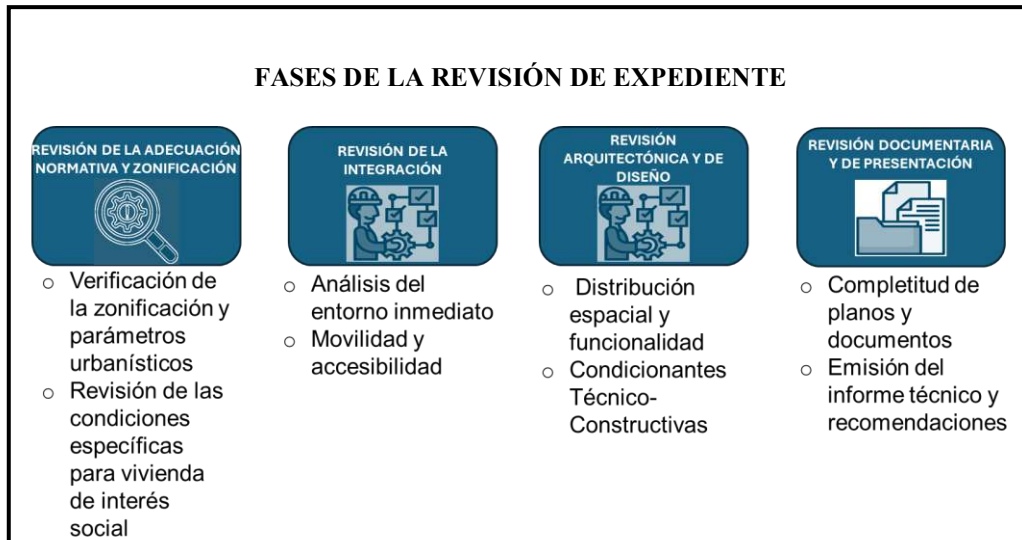 FASES DE LA REVISIÓN DE EXPEDIENTE
REVISIÓN DE LA ADECUACIÓN
NORMATIVA Y ZONIFICACIÓN
○ Verificación de
la zonificación y
parámetros
urbanísticos
○ Revisión de las
condiciones
específicas
para vivienda
de interés
social
REVISIÓN DE LA
INTEGRACIÓN
○ Análisis del
entorno inmediato
○ Movilidad y
accesibilidad
REVISIÓN
ARQUITECTÓNICA Y DE
DISEÑO
○ Distribución
espacial y
funcionalidad
○ Condicionantes
Técnico-
Constructivas
REVISIÓN DOCUMENTARIA
Y DE PRESENTACIÓN
○ Completitud de
planos y
documentos
○ Emisión del
informe técnico y
recomendaciones